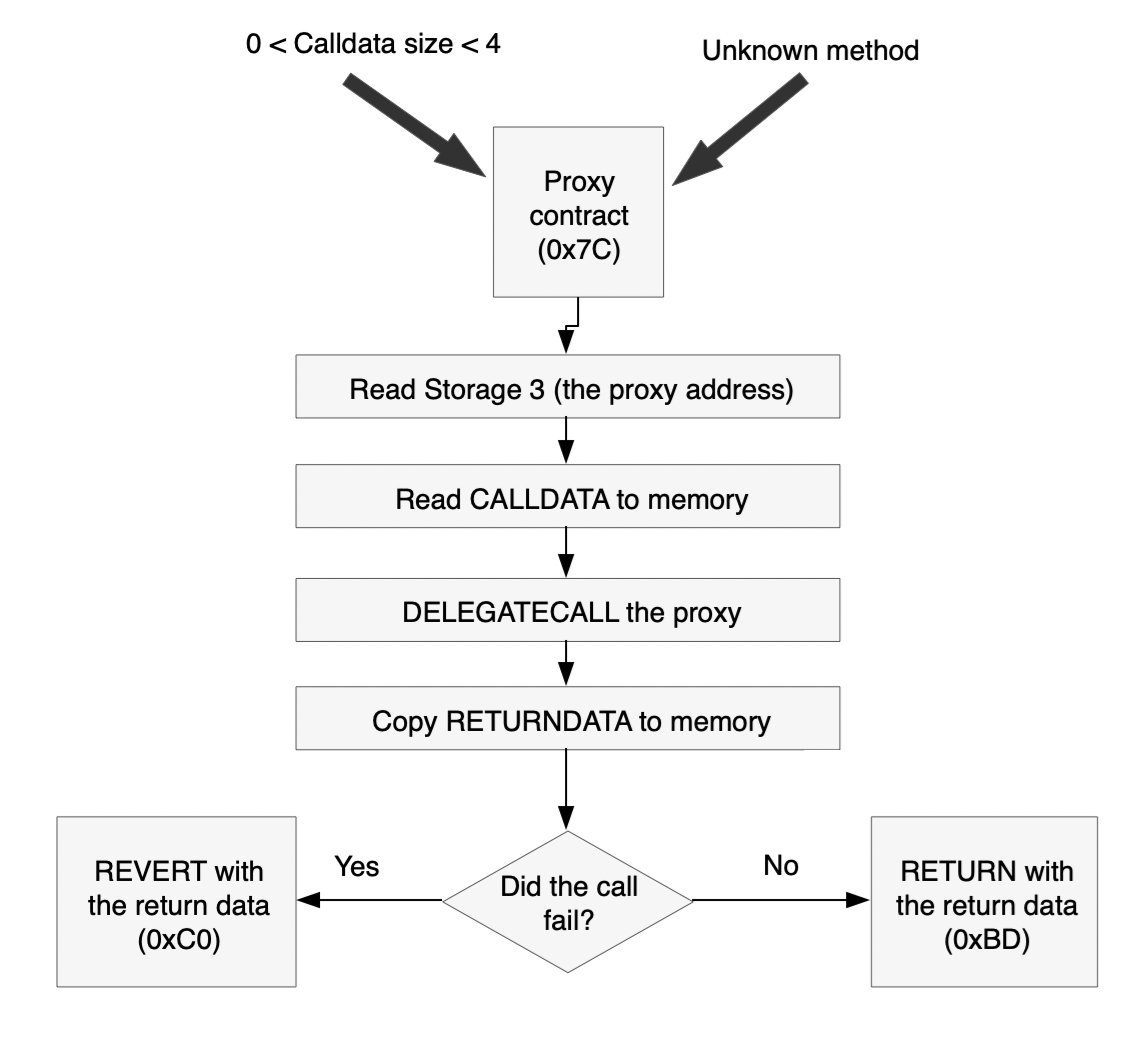 0 < Calldata size < 4
Unknown method
Proxy
contract
(0x7C)
Read Storage 3 (the proxy address)
Read CALLDATA to memory
DELEGATECALL the proxy
Copy RETURNDATA to memory
REVERT with
the return data
(0xC0)
Yes
Did the call
fail?
No
RETURN with
the return data
(0xBD)